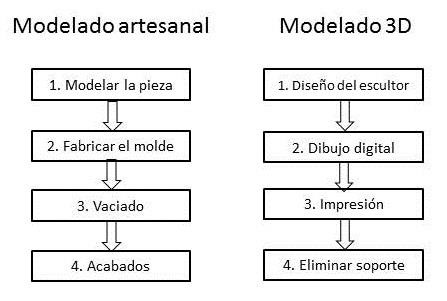 Modelado artesanal
1. Modelar la pieza
2. Fabricar el molde
3. Vaciado
4. Acabados
Modelado 3D
1. Diseño del escultor
2. Dibujo digital
3. Impresión
4. Eliminar soporte